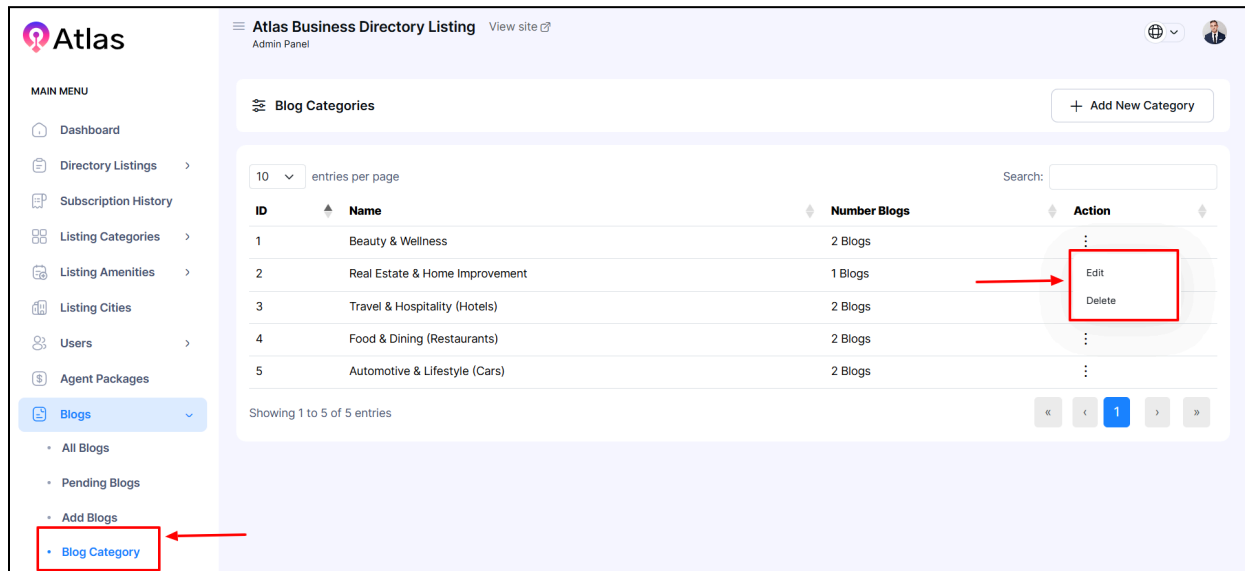 Atlas
Atlas Business Directory Listing View site
Admin Panel
MAIN MENU
Dashboard
Directory Listings
Subscription History
Listing Categories
Listing Amenities
Listing Cities
Users
Agent Packages
Blogs
All Blogs
Pending Blogs
Add Blogs
Blog Category
Blog Categories
+ Add New Category
10 entries per page
Search:
ID Name Number Blogs Action
1 Beauty & Wellness 2 Blogs
2 Real Estate & Home Improvement 1 Blogs
3 Travel & Hospitality (Hotels) 2 Blogs
4 Food & Dining (Restaurants) 2 Blogs
5 Automotive & Lifestyle (Cars) 2 Blogs
Edit
Delete
Showing 1 to 5 of 5 entries
« ‹ 1 › »